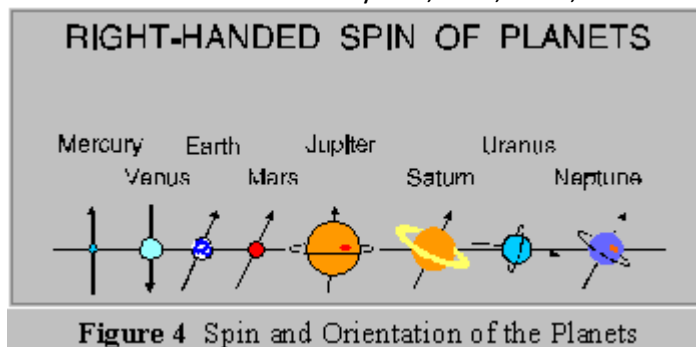 RIGHT-HANDED SPIN OF PLANETS
Mercury Earth Jupiter Uranus
Venus Mars Saturn Neptune
Figure 4 Spin and Orientation of the Planets